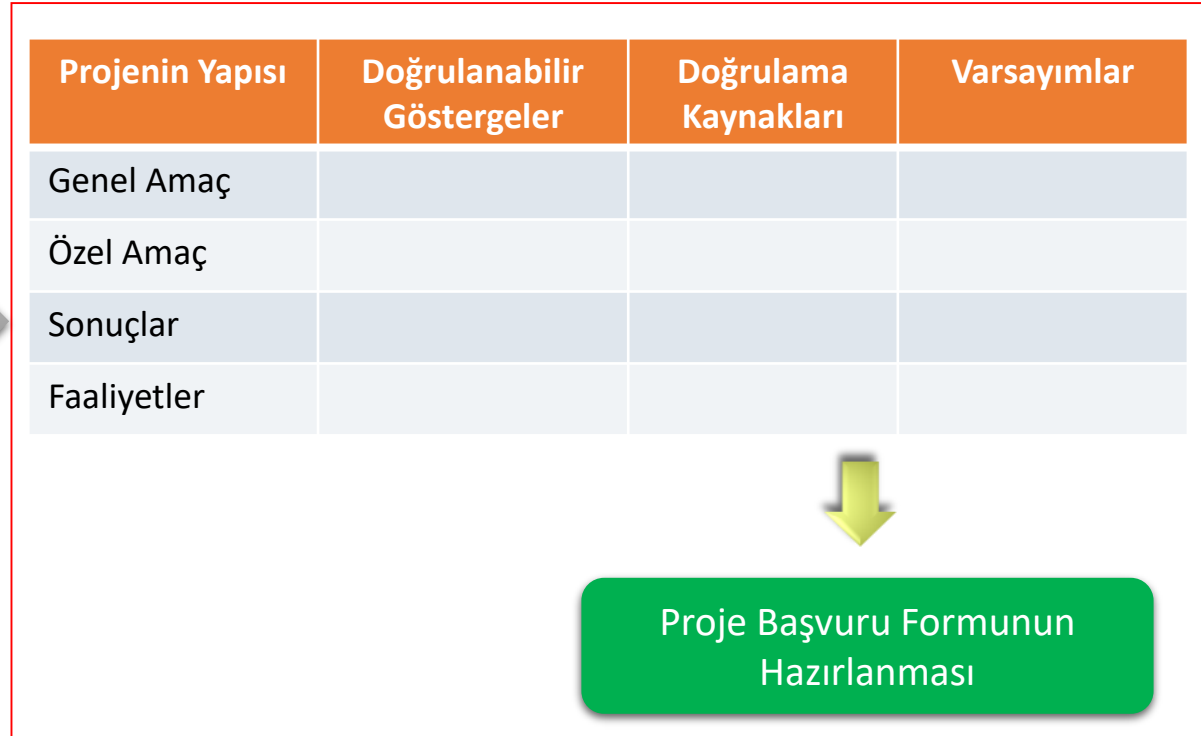 Projenin Yapısı
Doğrulanabilir
Göstergeler
Doğrulama
Kaynakları
Varsayımlar
Genel Amaç
Özel Amaç
Sonuçlar
Faaliyetler
Proje Başvuru Formunun
Hazırlanması